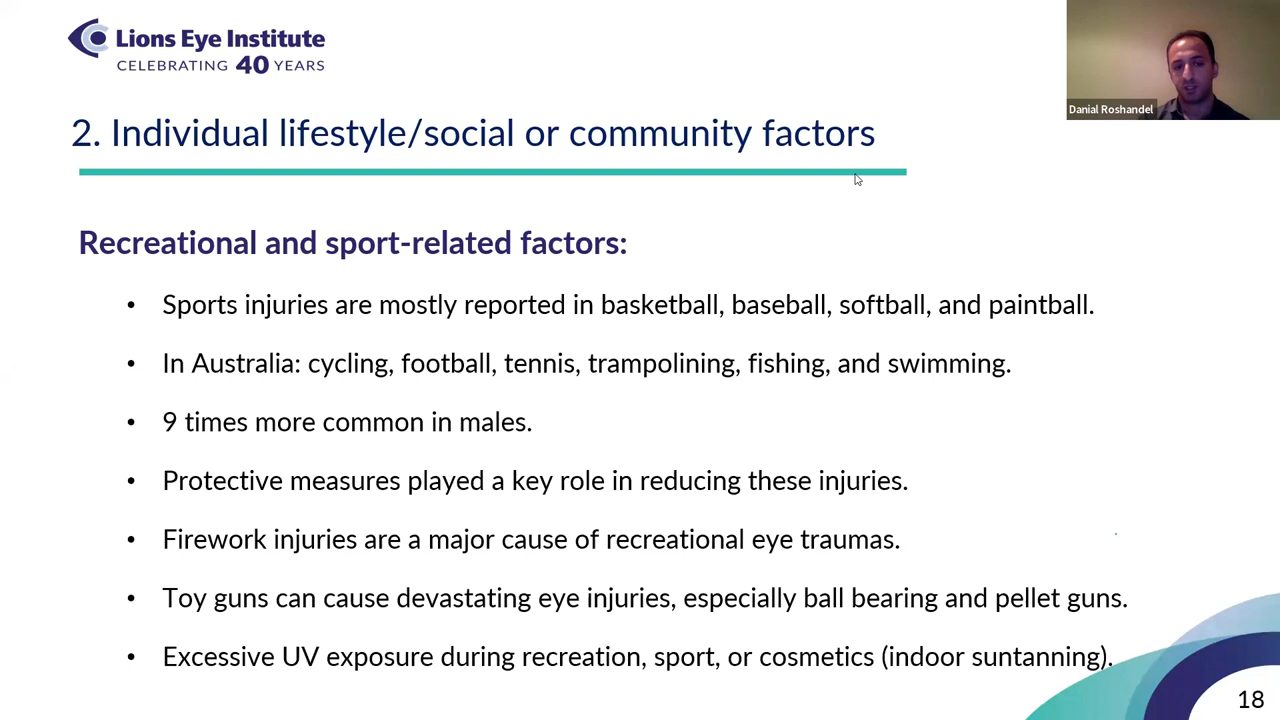 Lions Eye Institute
CELEBRATING 40 YEARS
Danial Roshandel
2. Individual lifestyle/social or community factors
Recreational and sport-related factors:
• Sports injuries are mostly reported in basketball, baseball, softball, and paintball.
• In Australia: cycling, football, tennis, trampolining, fishing, and swimming.
• 9 times more common in males.
• Protective measures played a key role in reducing these injuries.
• Firework injuries are a major cause of recreational eye traumas.
• Toy guns can cause devastating eye injuries, especially ball bearing and pellet guns.
• Excessive UV exposure during recreation, sport, or cosmetics (indoor suntanning).
18